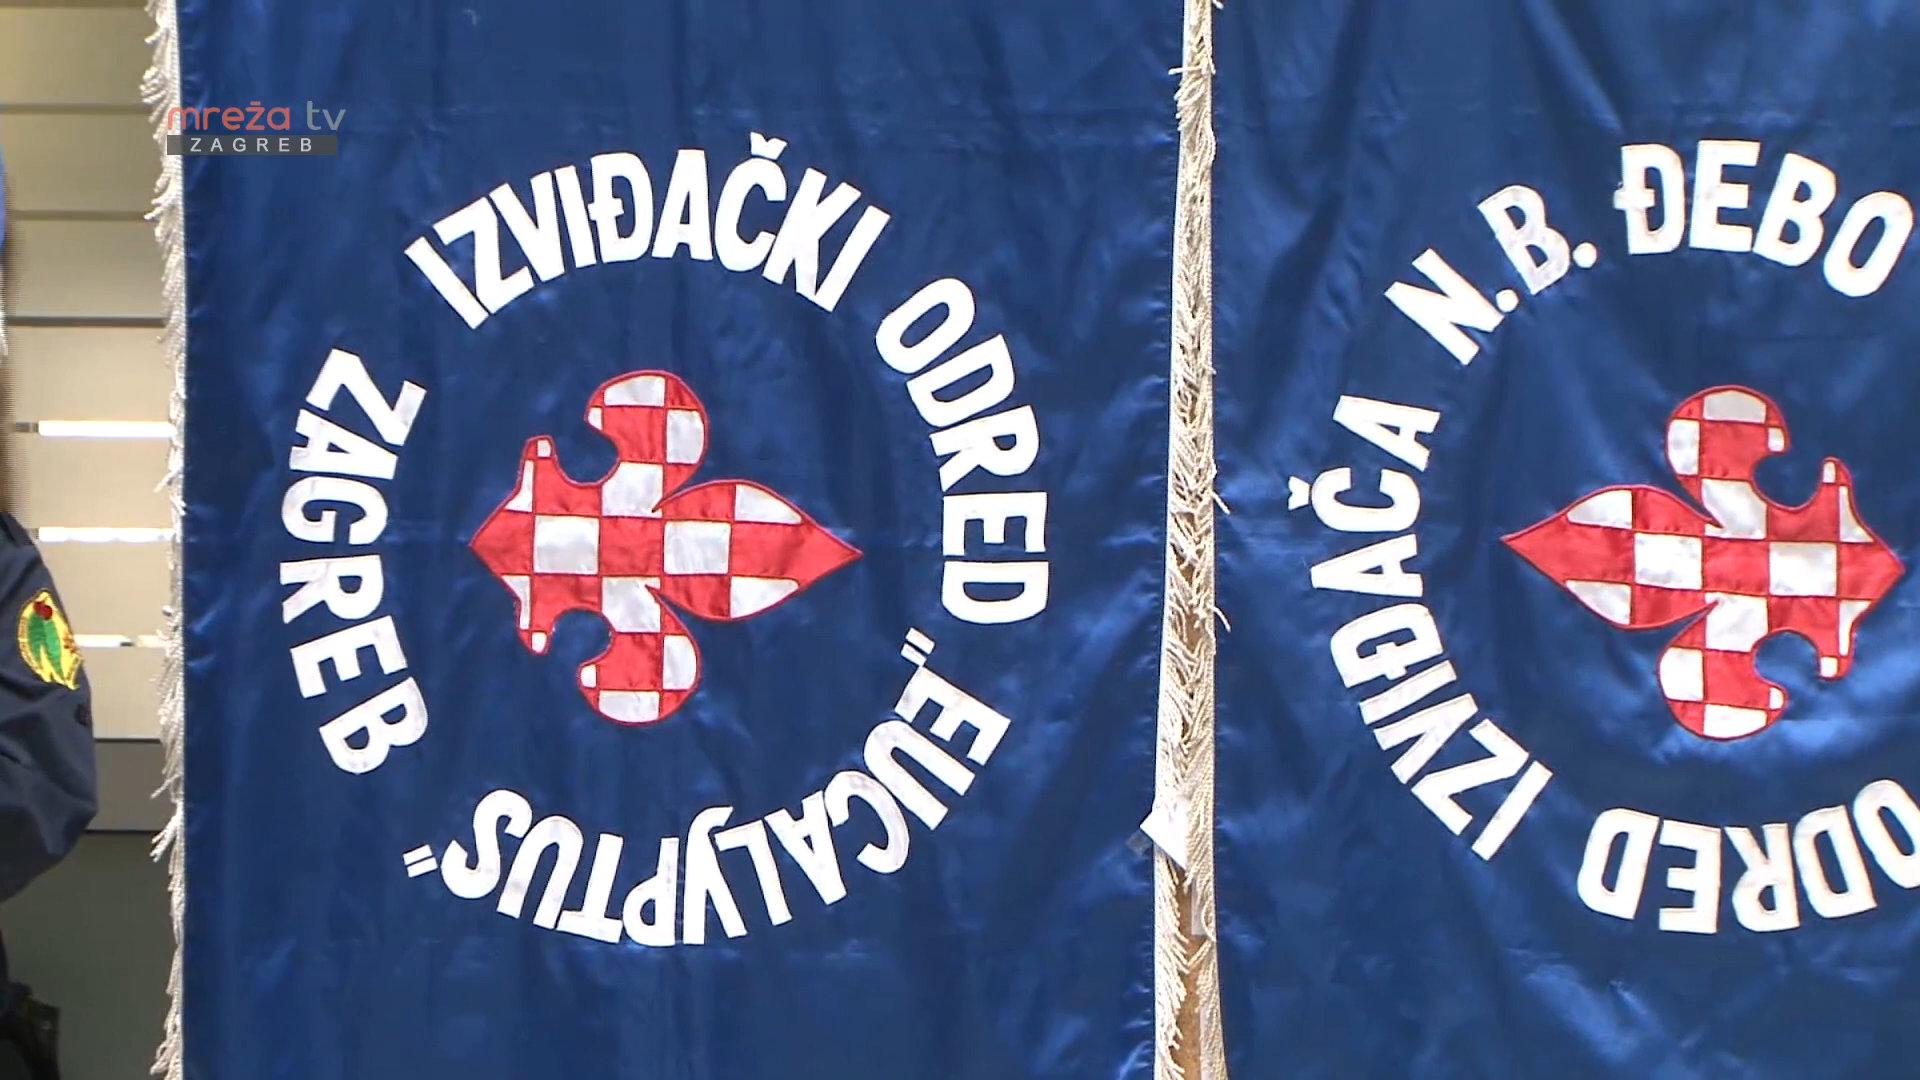 mreža tv
ZAGREB
IZVIĐAČKI ODRED "EUCALYPTUS" ZAGREB
ODRED IZVIĐAČA N.B. ĐEBO